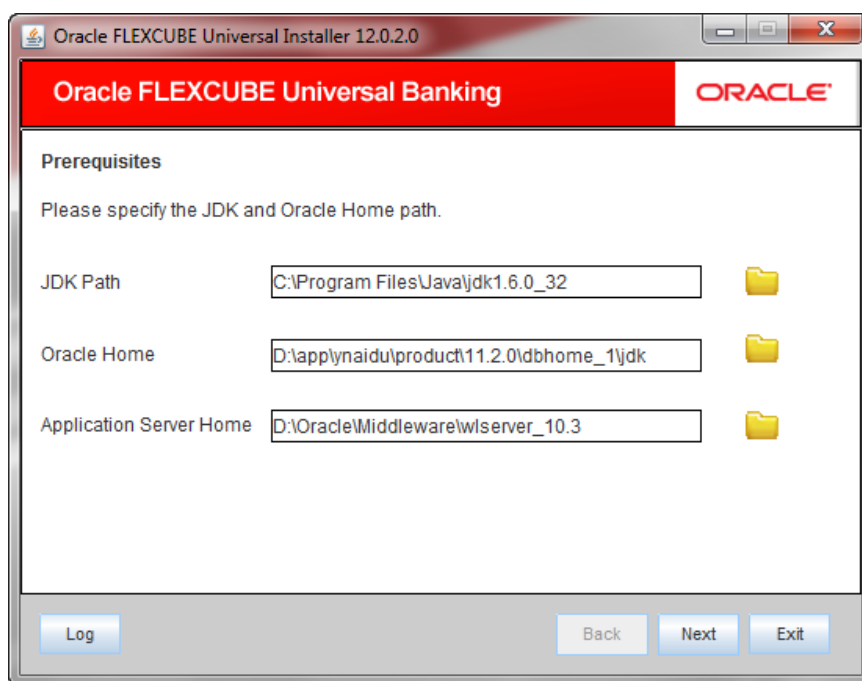 Oracle FLEXCUBE Universal Installer 12.0.2.0
Oracle FLEXCUBE Universal Banking
ORACLE
Prerequisites
Please specify the JDK and Oracle Home path.
JDK Path C:\Program Files\Java\jdk1.6.0_32
Oracle Home D:\app\ynaidu\product\11.2.0\dbhome_1\jdk
Application Server Home D:\Oracle\Middleware\wlserver_10.3
Log Back Next Exit